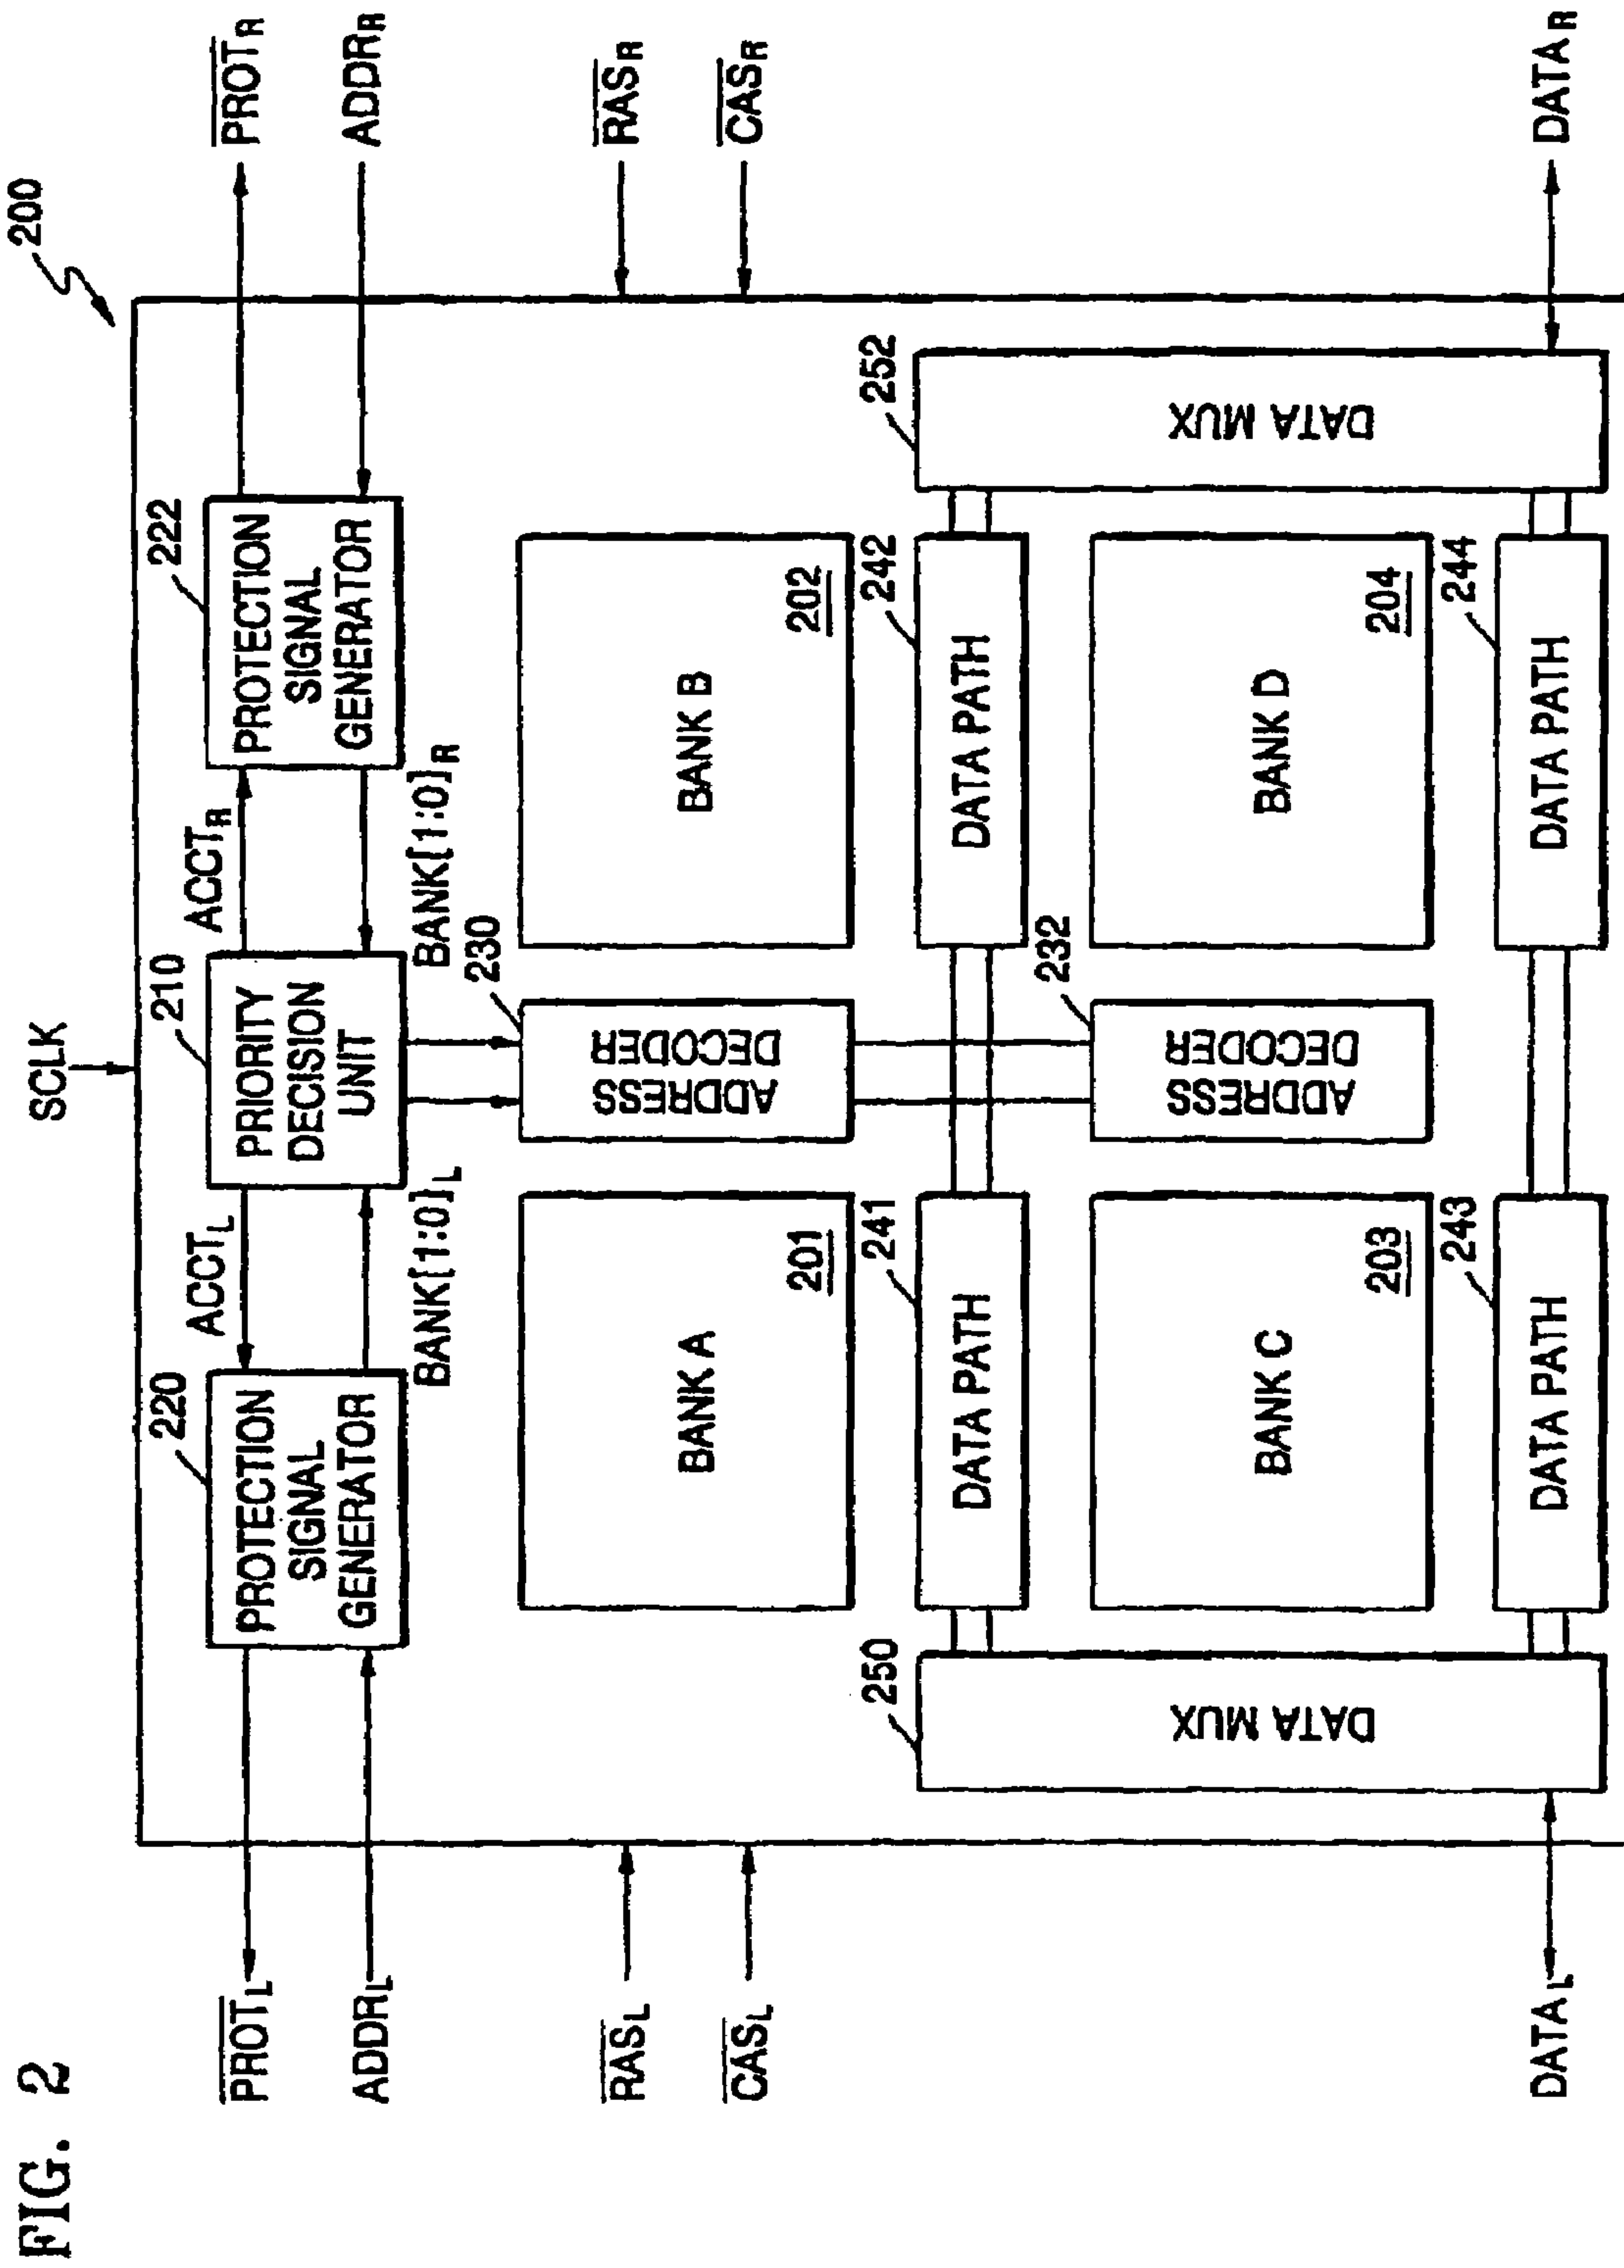 FIG. 2
200
SCLK
PROT_L
ADDR_L
220
PROTECTION
SIGNAL
GENERATOR
ACCT_L
BANK[1:0]_L
210
PRIORITY
DECISION
UNIT
ACCT_R
BANK[1:0]_R
222
PROTECTION
SIGNAL
GENERATOR
PROT_R
ADDR_R
RAS_L
CAS_L
BANK A
201
230
ADDRESS
DECODER
BANK B
202
RAS_R
CAS_R
250
DATA MUX
241
DATA PATH
242
DATA PATH
252
DATA MUX
BANK C
203
232
ADDRESS
DECODER
BANK D
204
243
DATA PATH
244
DATA PATH
DATA_L
DATA_R